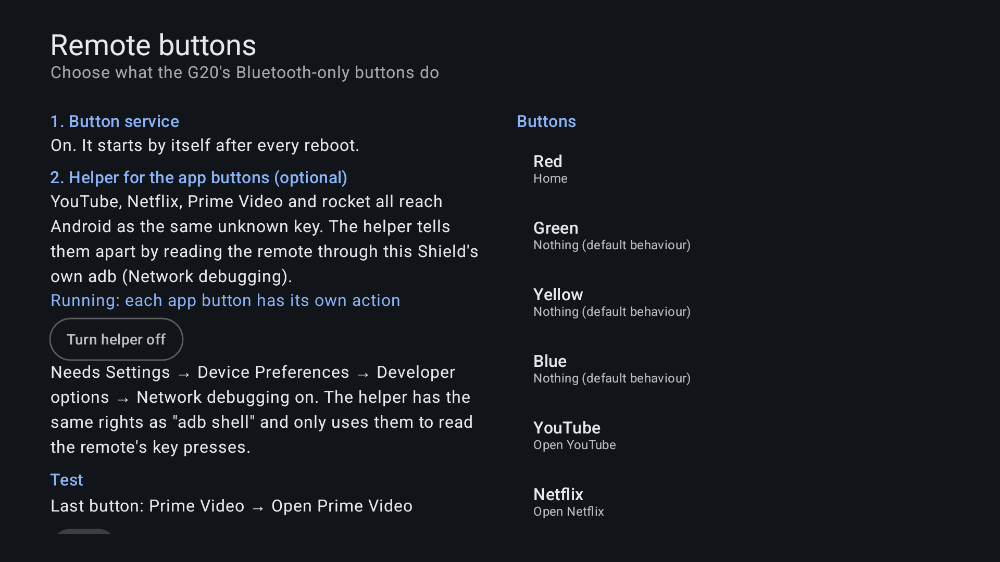 Remote buttons
Choose what the G20's Bluetooth-only buttons do
1. Button service
On. It starts by itself after every reboot.
2. Helper for the app buttons (optional)
YouTube, Netflix, Prime Video and rocket all reach
Android as the same unknown key. The helper tells
them apart by reading the remote through this Shield's
own adb (Network debugging).
Running: each app button has its own action
Turn helper off
Needs Settings → Device Preferences → Developer
options → Network debugging on. The helper has the
same rights as "adb shell" and only uses them to read
the remote's key presses.
Test
Last button: Prime Video → Open Prime Video
Buttons
Red
Home
Green
Nothing (default behaviour)
Yellow
Nothing (default behaviour)
Blue
Nothing (default behaviour)
YouTube
Open YouTube
Netflix
Open Netflix